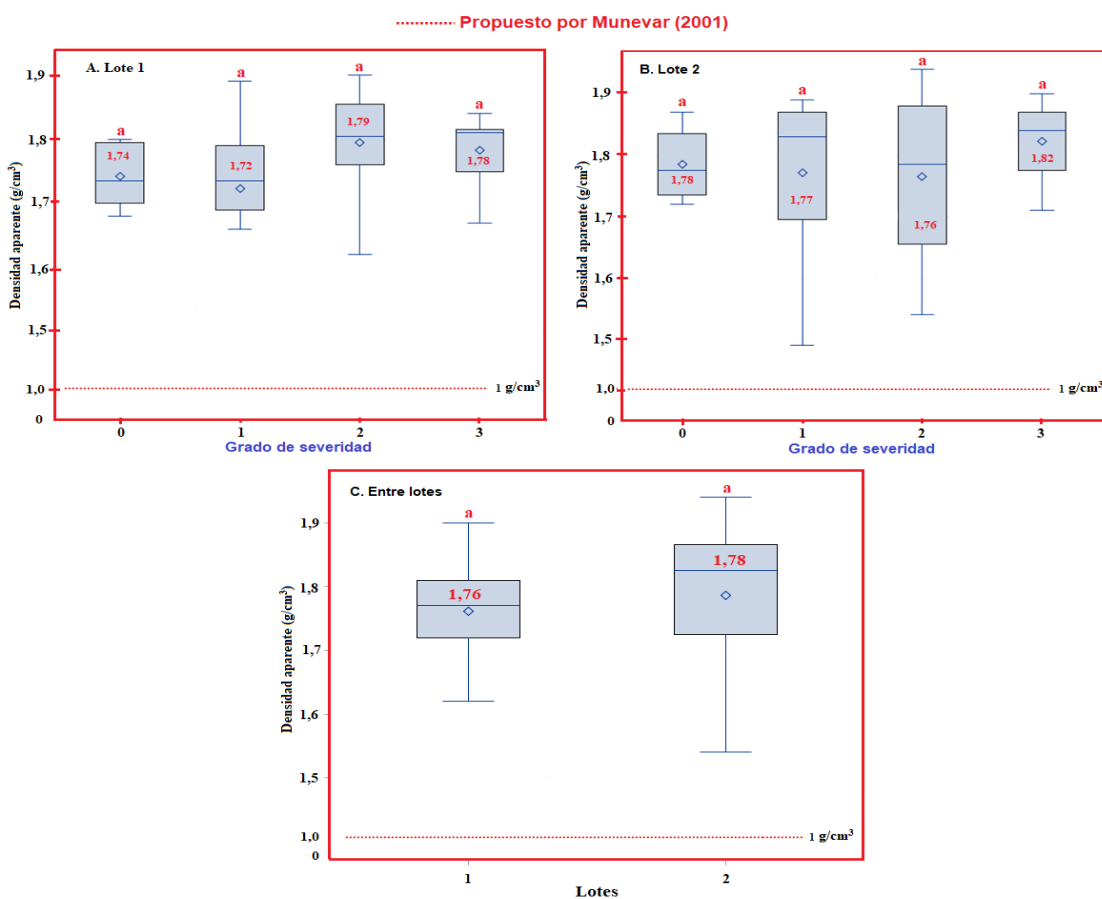 Propuesto por Munevar (2001)
A. Lote 1
Densidad aparente (g/cm³)
1,9
1,8
1,7
1,6
1,5
1,0
0
a
a
a
a
1,74
1,72
1,79
1,78
1 g/cm³
0 1 2 3
Grado de severidad
B. Lote 2
Densidad aparente (g/cm³)
1,9
1,8
1,7
1,6
1,5
1,0
0
a
a
a
a
1,78
1,77
1,76
1,82
1 g/cm³
0 1 2 3
Grado de severidad
C. Entre lotes
Densidad aparente (g/cm³)
1,9
1,8
1,7
1,6
1,5
1,0
0
a
a
1,76
1,78
1 g/cm³
1 2
Lotes